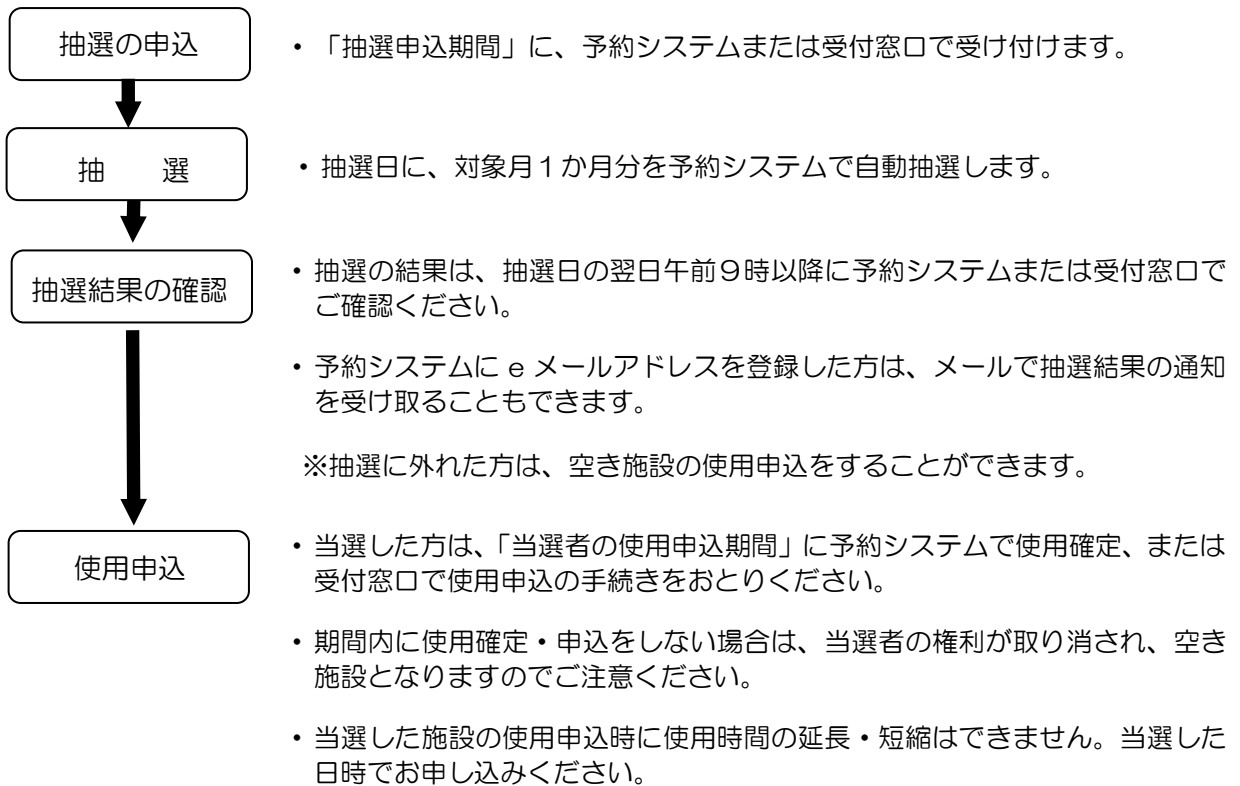 抽選の申込
・「抽選申込期間」に、予約システムまたは受付窓口で受け付けます。
抽　　選
・抽選日に、対象月１か月分を予約システムで自動抽選します。
抽選結果の確認
・抽選の結果は、抽選日の翌日午前９時以降に予約システムまたは受付窓口で
ご確認ください。
・予約システムにｅメールアドレスを登録した方は、メールで抽選結果の通知
を受け取ることもできます。
※抽選に外れた方は、空き施設の使用申込をすることができます。
使用申込
・当選した方は、「当選者の使用申込期間」に予約システムで使用確定、または
受付窓口で使用申込の手続きをおとりください。
・期間内に使用確定・申込をしない場合は、当選者の権利が取り消され、空き
施設となりますのでご注意ください。
・当選した施設の使用申込時に使用時間の延長・短縮はできません。当選した
日時でお申し込みください。